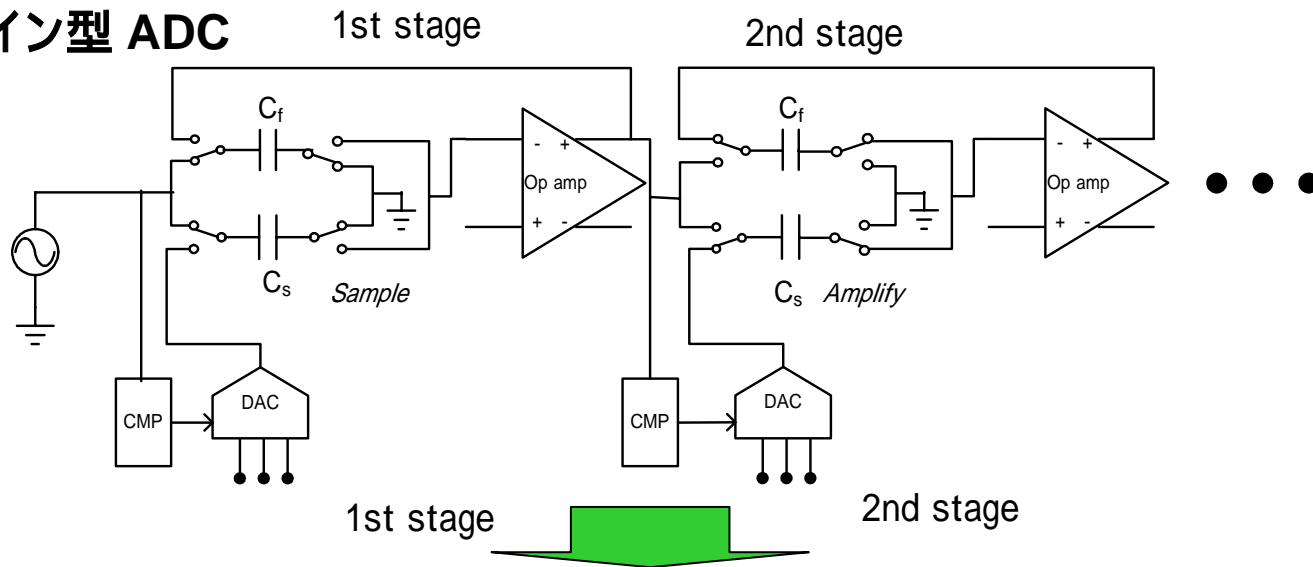 イン型 ADC
1st stage
2nd stage
Cf
Cf
- +
- +
Op amp
Op amp
+ -
+ -
Cs
Sample
Cs
Amplify
CMP
DAC
CMP
DAC
1st stage
2nd stage